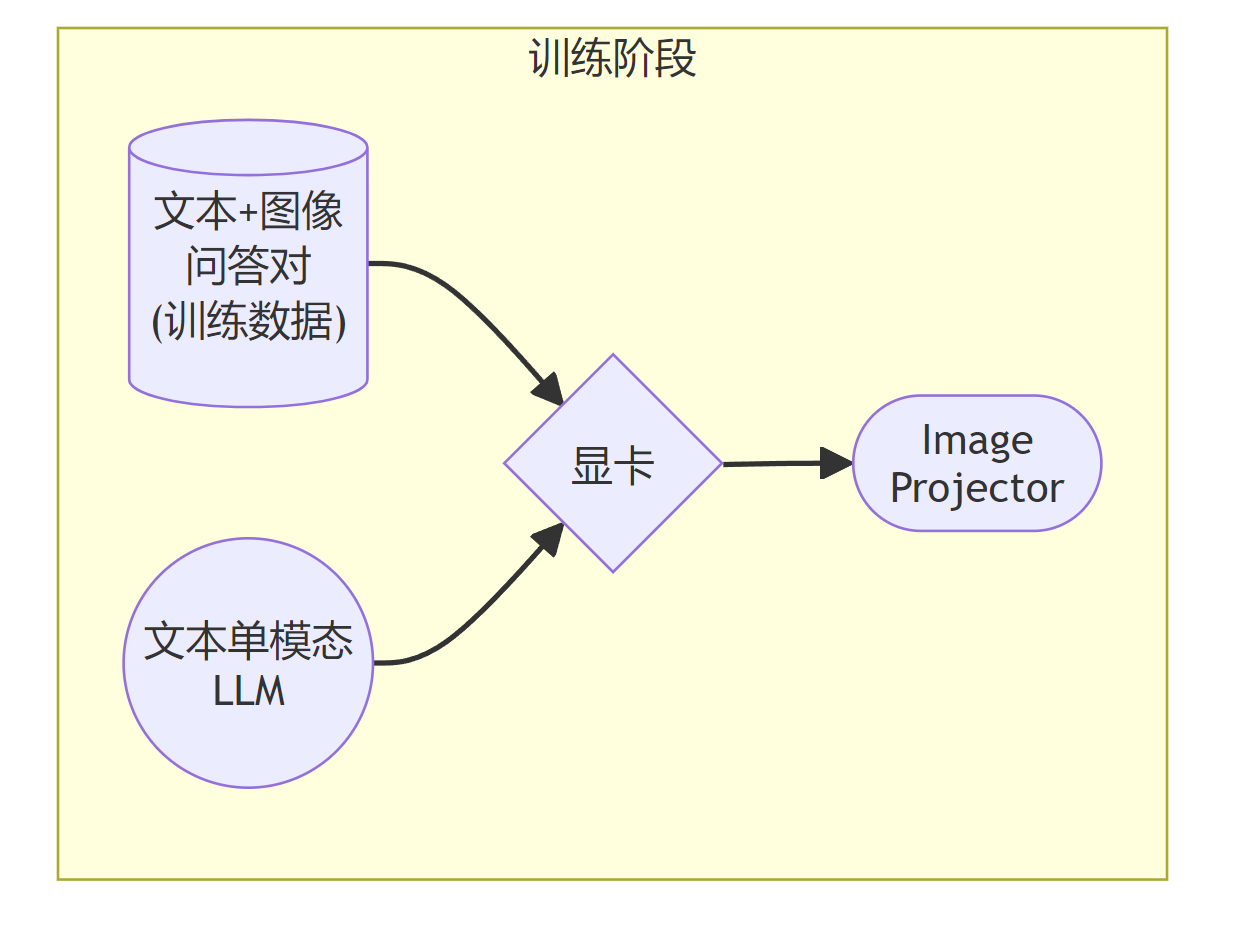 训练阶段
文本+图像
问答对
(训练数据)
显卡
Image
Projector
文本单模态
LLM